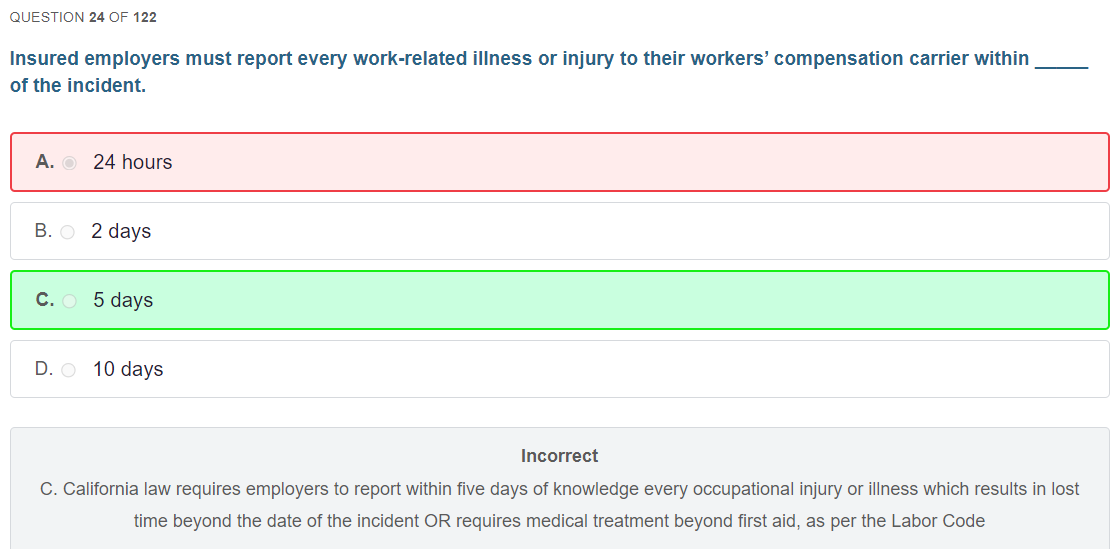 QUESTION 24 OF 122
Insured employers must report every work-related illness or injury to their workers’ compensation carrier within _____
of the incident.
A. 24 hours
B. 2 days
C. 5 days
D. 10 days
Incorrect
C. California law requires employers to report within five days of knowledge every occupational injury or illness which results in lost
time beyond the date of the incident OR requires medical treatment beyond first aid, as per the Labor Code